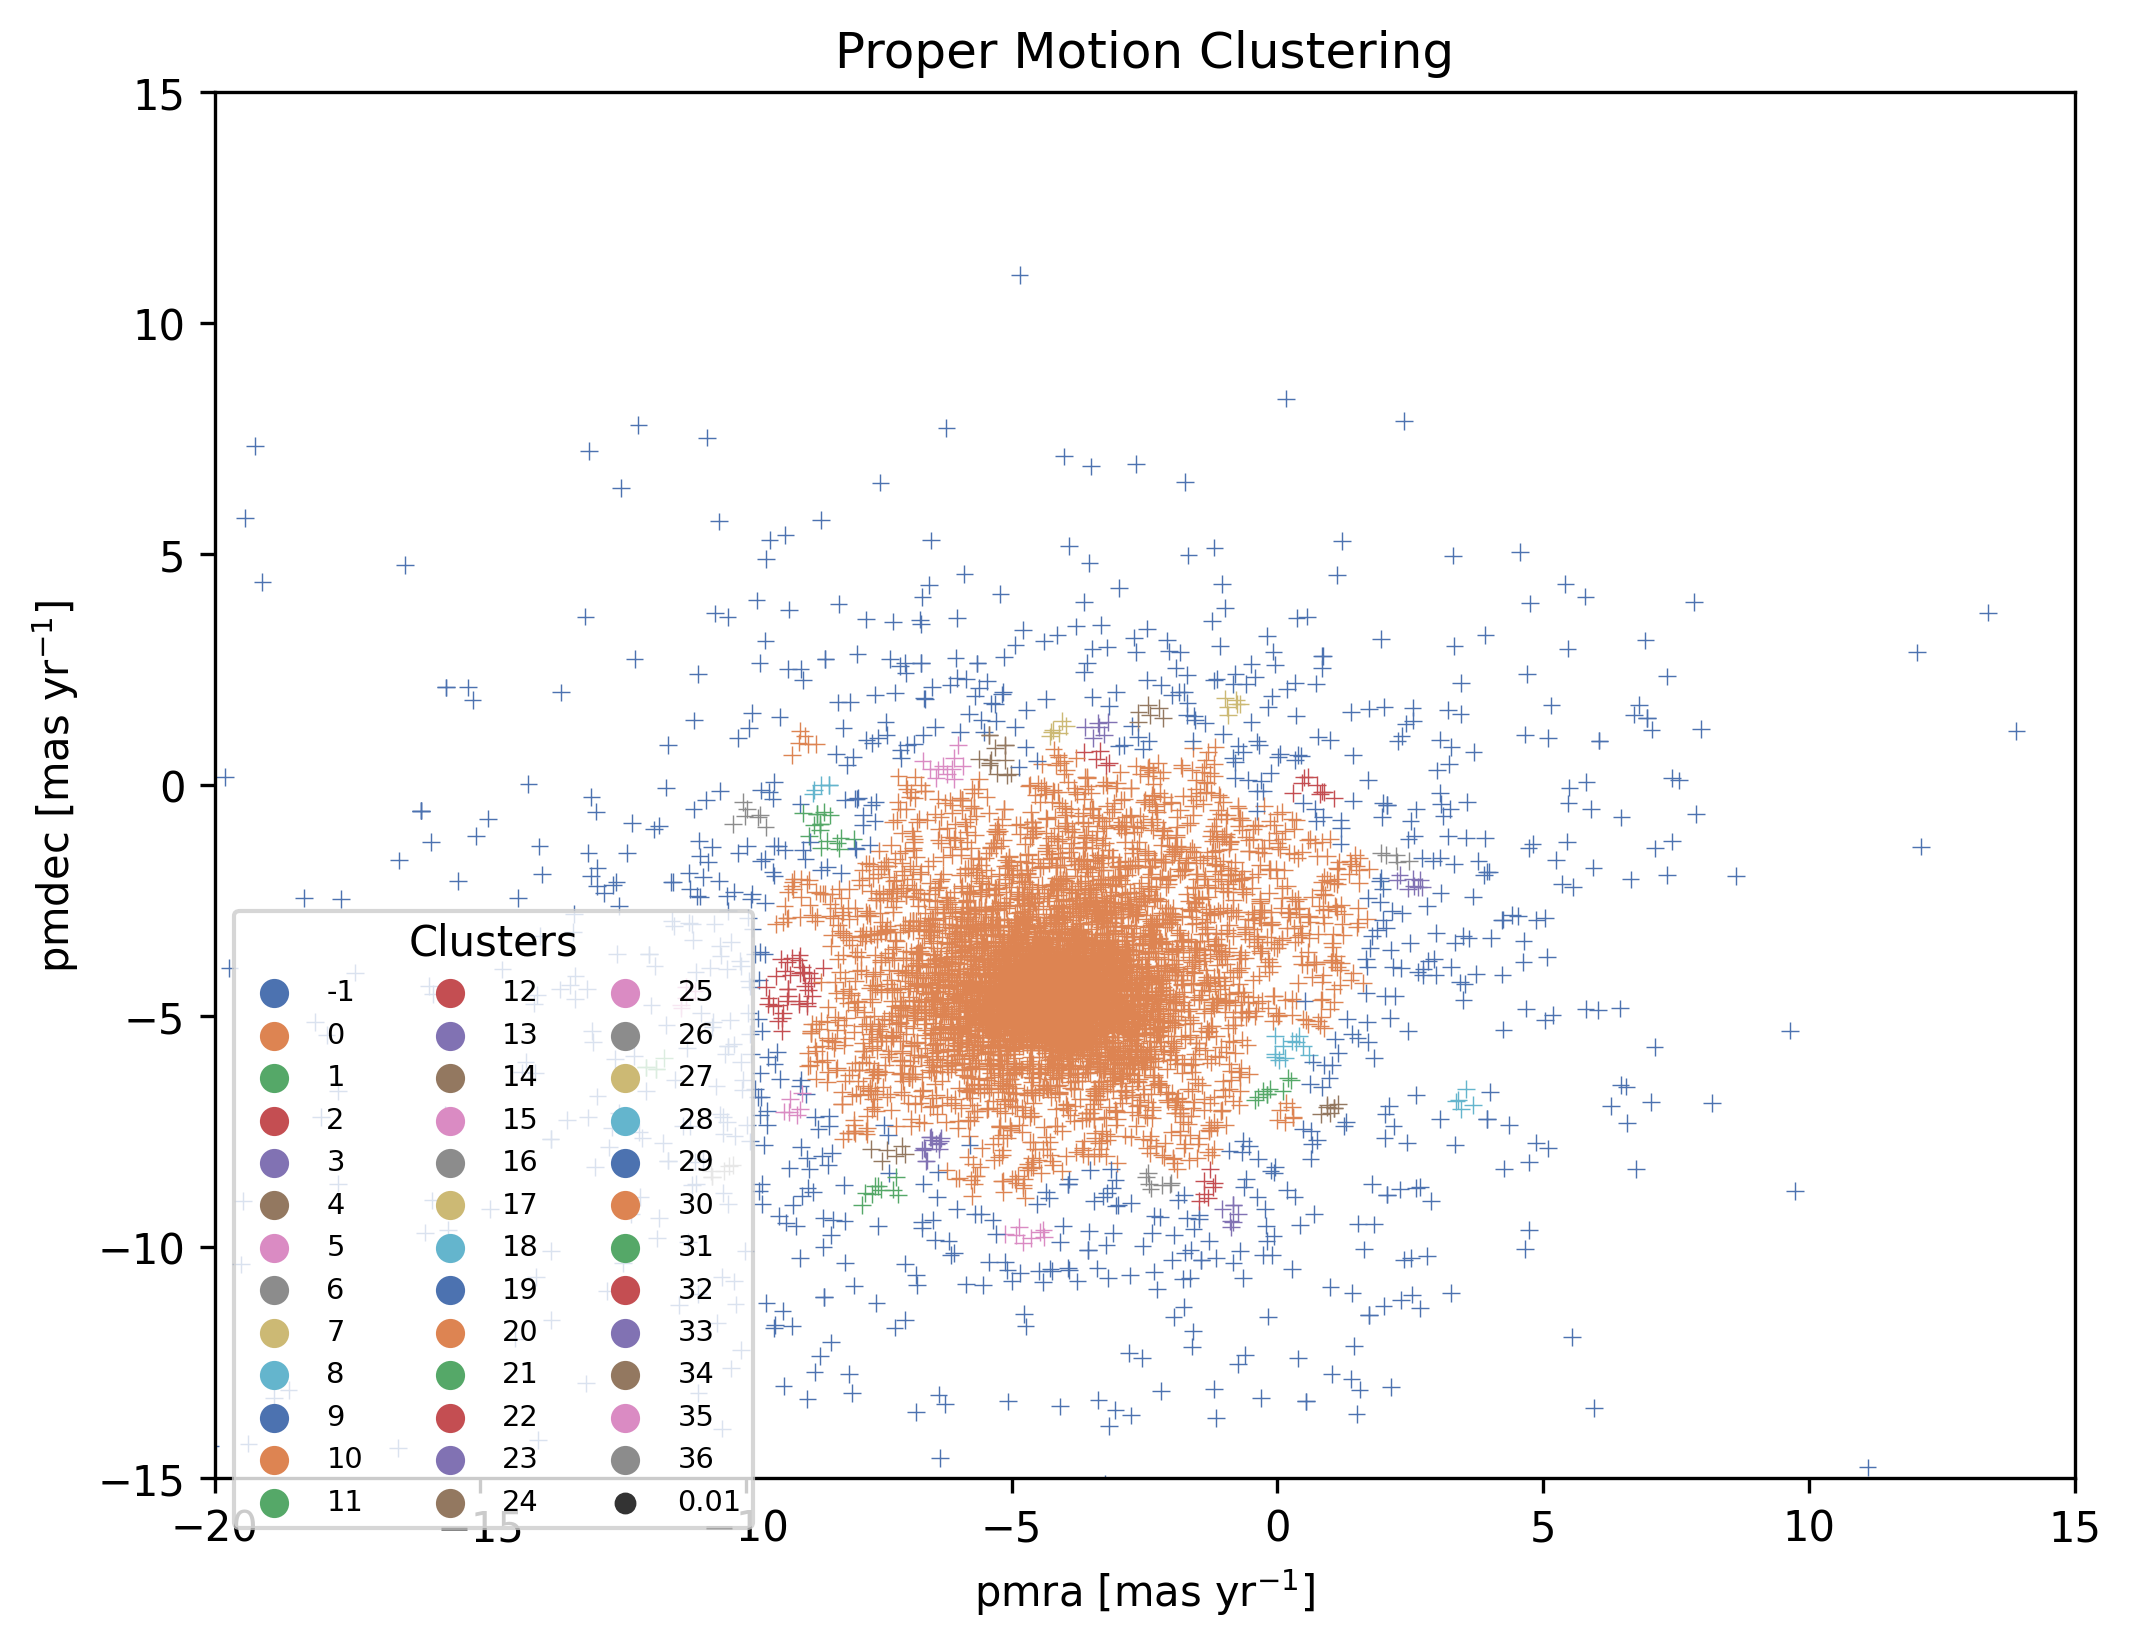 Proper Motion Clustering
15
10
5
0
−5
−10
−15
pmdec [mas yr⁻¹]
Clusters
-1 12 25
0 13 26
1 14 27
2 15 28
3 16 29
4 17 30
5 18 31
6 19 32
7 20 33
8 21 34
9 22 35
10 23 36
11 24 0.01
−20 −15 −10 −5 0 5 10 15
pmra [mas yr⁻¹]